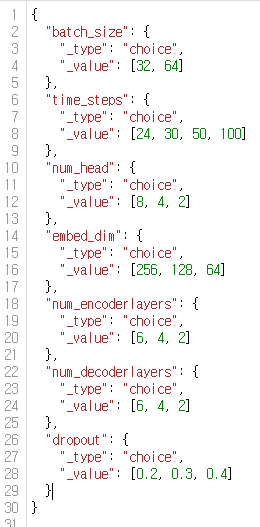 1 {
2   "batch_size": {
3     "_type": "choice",
4     "_value": [32, 64]
5   },
6   "time_steps": {
7     "_type": "choice",
8     "_value": [24, 30, 50, 100]
9   },
10   "num_head": {
11     "_type": "choice",
12     "_value": [8, 4, 2]
13   },
14   "embed_dim": {
15     "_type": "choice",
16     "_value": [256, 128, 64]
17   },
18   "num_encoderlayers": {
19     "_type": "choice",
20     "_value": [6, 4, 2]
21   },
22   "num_decoderlayers": {
23     "_type": "choice",
24     "_value": [6, 4, 2]
25   },
26   "dropout": {
27     "_type": "choice",
28     "_value": [0.2, 0.3, 0.4]
29   }
30 }
31